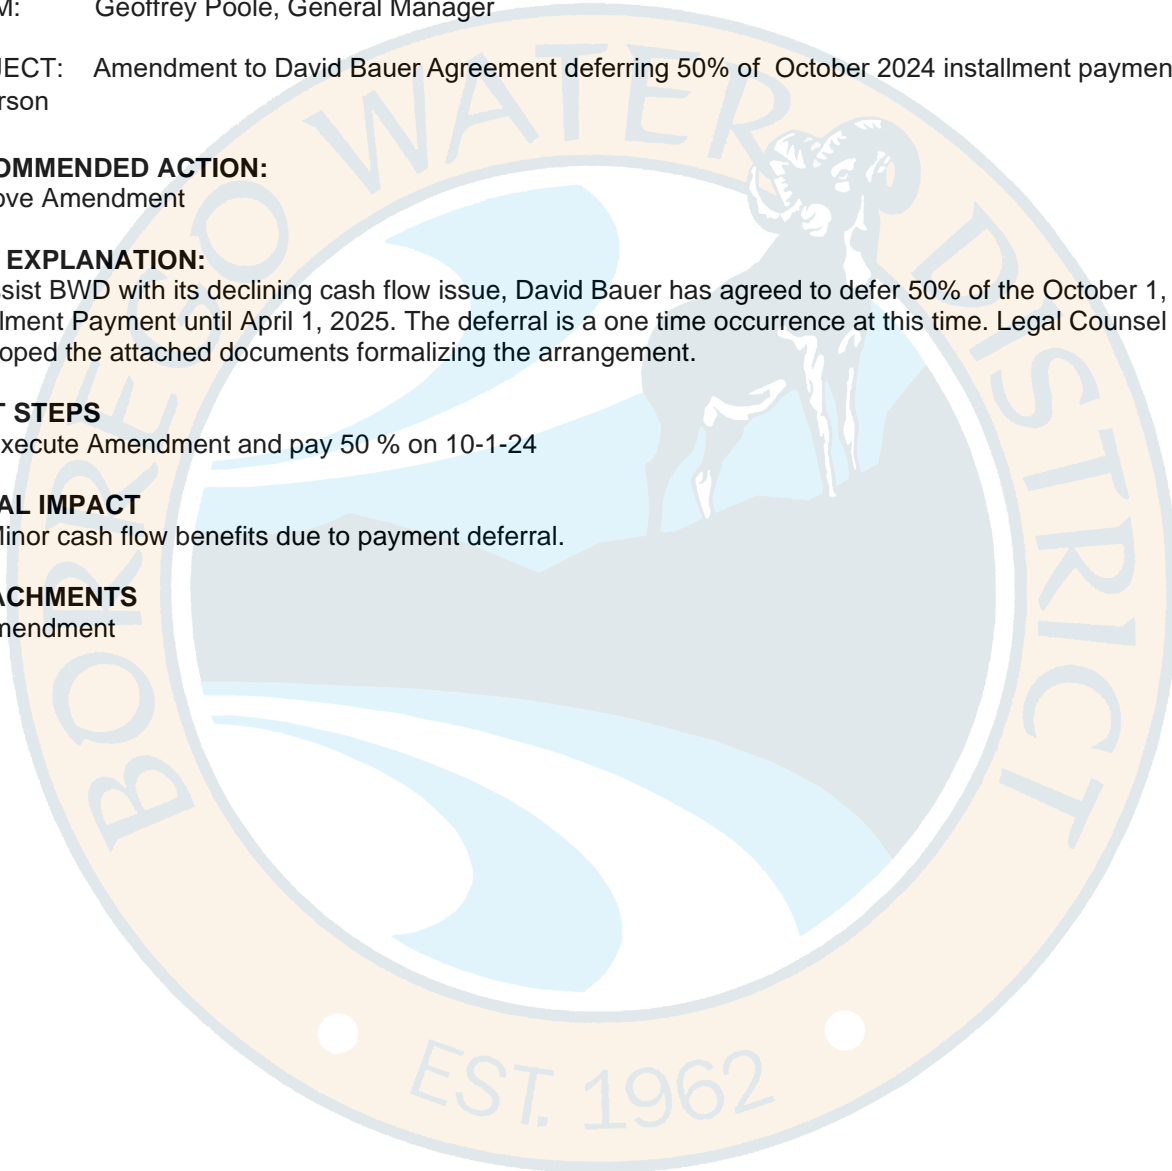 M: Geoffrey Poole, General Manager
JECT: Amendment to David Bauer Agreement deferring 50% of October 2024 installment paymen
rson
OMMENDED ACTION:
ove Amendment
EXPLANATION:
ssist BWD with its declining cash flow issue, David Bauer has agreed to defer 50% of the October 1,
llment Payment until April 1, 2025. The deferral is a one time occurrence at this time. Legal Counsel
oped the attached documents formalizing the arrangement.
T STEPS
xecute Amendment and pay 50 % on 10-1-24
AL IMPACT
inor cash flow benefits due to payment deferral.
ACHMENTS
mendment
BORREGO WATER DISTRICT
EST. 1962